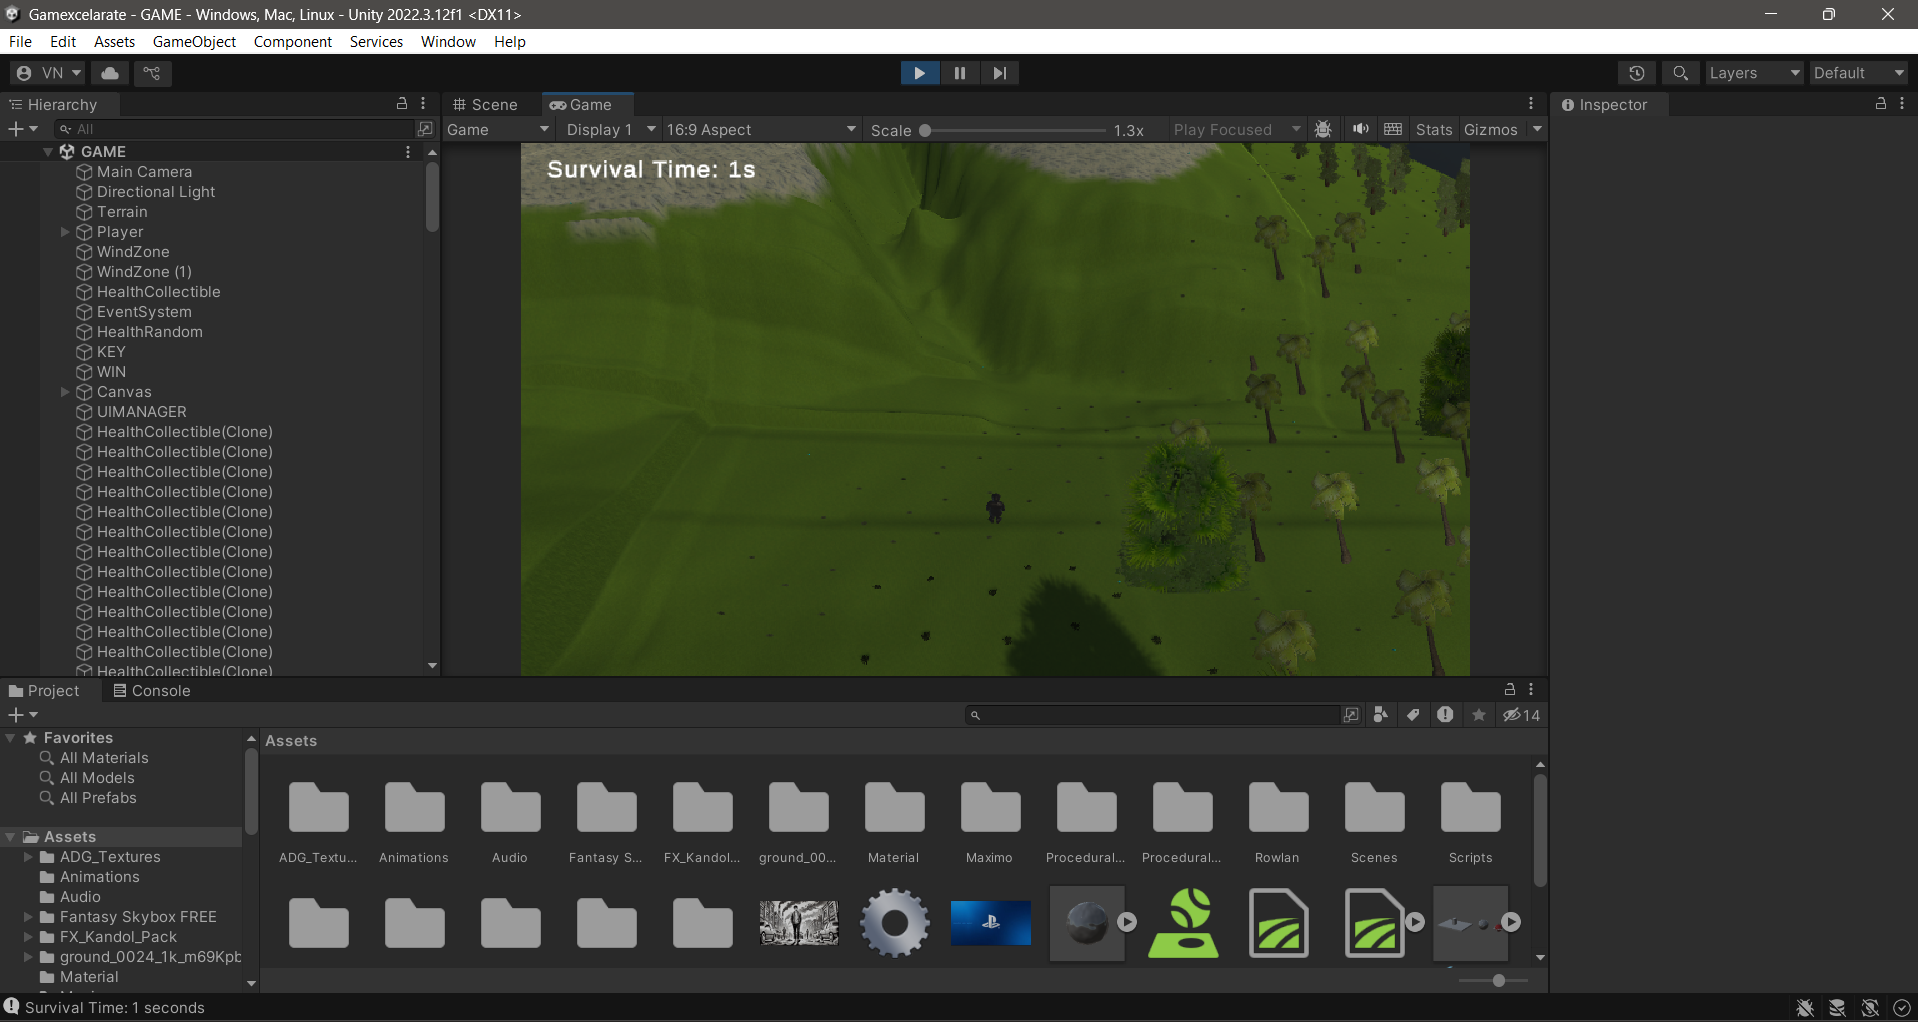 Gamexcelarate - GAME - Windows, Mac, Linux - Unity 2022.3.12f1 <DX11>
File Edit Assets GameObject Component Services Window Help
VN Layers Default
Hierarchy
All
GAME
Main Camera
Directional Light
Terrain
Player
WindZone
WindZone (1)
HealthCollectible
EventSystem
HealthRandom
KEY
WIN
Canvas
UIMANAGER
HealthCollectible(Clone)
HealthCollectible(Clone)
HealthCollectible(Clone)
HealthCollectible(Clone)
HealthCollectible(Clone)
HealthCollectible(Clone)
HealthCollectible(Clone)
HealthCollectible(Clone)
HealthCollectible(Clone)
HealthCollectible(Clone)
HealthCollectible(Clone)
HealthCollectible(Clone)
HealthCollectible(Clone)
Scene Game
Game Display 1 16:9 Aspect Scale 1.3x Play Focused Stats Gizmos
Survival Time: 1s
Inspector
Project Console
14
Favorites
All Materials
All Models
All Prefabs
Assets
ADG_Textures
Animations
Audio
Fantasy Skybox FREE
FX_Kandol_Pack
ground_0024_1k_m69Kpb
Material
Assets
ADG_Textu... Animations Audio Fantasy S... FX_Kandol... ground_00... Material Maximo Procedural... Procedural... Rowlan Scenes Scripts
Survival Time: 1 seconds